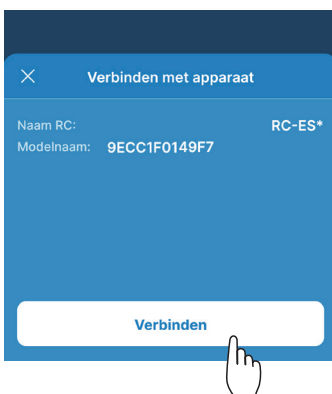 Verbinden met apparaat
Naam RC: RC-ES*
Modelnaam: 9ECC1F0149F7
Verbinden